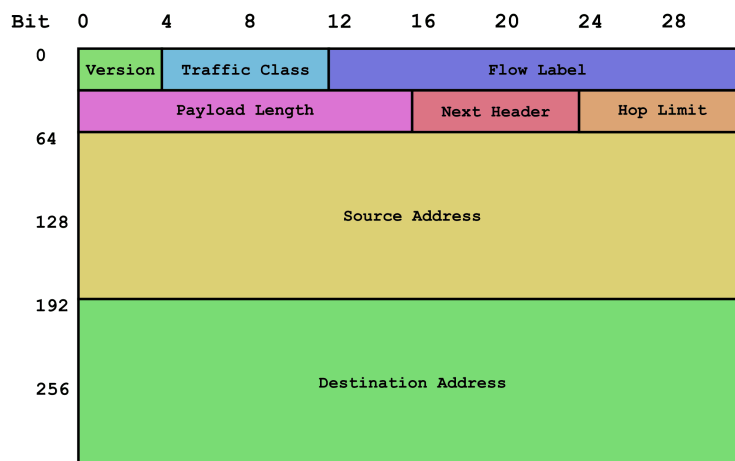 Bit 0 4 8 12 16 20 24 28
0
Version Traffic Class Flow Label
Payload Length Next Header Hop Limit
64
Source Address
128
192
Destination Address
256